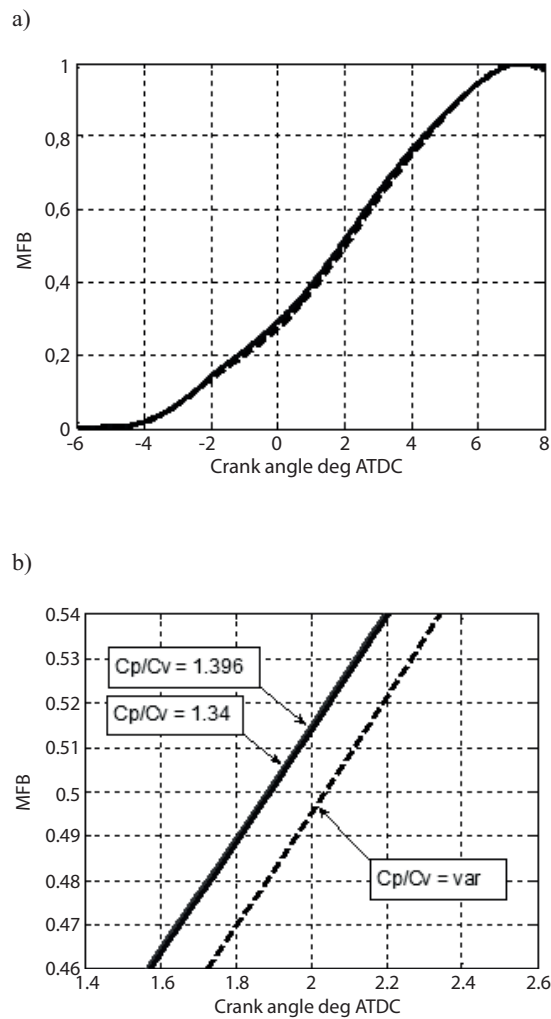 a)
1
0,8
0,6
0,4
0,2
0
MFB
-6 -4 -2 0 2 4 6 8
Crank angle deg ATDC
b)
0.54
0.53
0.52
0.51
0.5
0.49
0.48
0.47
0.46
MFB
Cp/Cv = 1.396
Cp/Cv = 1.34
Cp/Cv = var
1.4 1.6 1.8 2 2.2 2.4 2.6
Crank angle deg ATDC